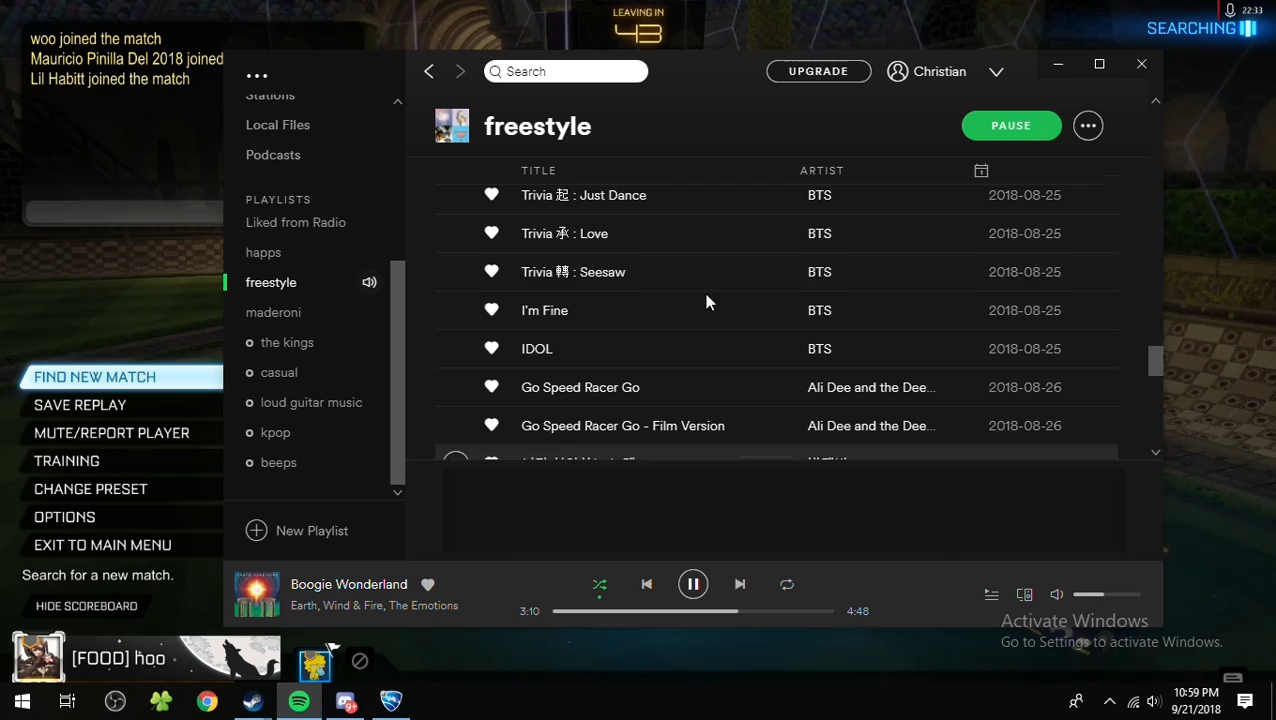 woo joined the match
Mauricio Pinilla Del 2018 joined
Lil Habitt joined the match
LEAVING IN
43
22:33
SEARCHING
Search
UPGRADE
Christian
Stations
Local Files
Podcasts
PLAYLISTS
Liked from Radio
happs
freestyle
maderoni
the kings
casual
loud guitar music
kpop
beeps
New Playlist
freestyle
PAUSE
TITLE ARTIST
Trivia 起 : Just Dance BTS 2018-08-25
Trivia 承 : Love BTS 2018-08-25
Trivia 轉 : Seesaw BTS 2018-08-25
I'm Fine BTS 2018-08-25
IDOL BTS 2018-08-25
Go Speed Racer Go Ali Dee and the Dee... 2018-08-26
Go Speed Racer Go - Film Version Ali Dee and the Dee... 2018-08-26
FIND NEW MATCH
SAVE REPLAY
MUTE/REPORT PLAYER
TRAINING
CHANGE PRESET
OPTIONS
EXIT TO MAIN MENU
Search for a new match.
HIDE SCOREBOARD
Boogie Wonderland
Earth, Wind & Fire, The Emotions
3:10
4:48
Activate Windows
Go to Settings to activate Windows.
[FOOD] hoo
9+
10:59 PM
9/21/2018